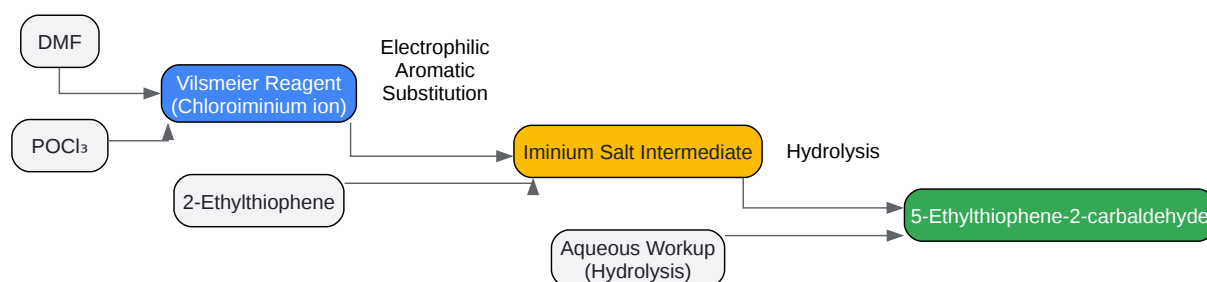 DMF
POCl₃
Vilsmeier Reagent
(Chloroiminium ion)
Electrophilic
Aromatic
Substitution
2-Ethylthiophene
Iminium Salt Intermediate
Hydrolysis
Aqueous Workup
(Hydrolysis)
5-Ethylthiophene-2-carbaldehyde